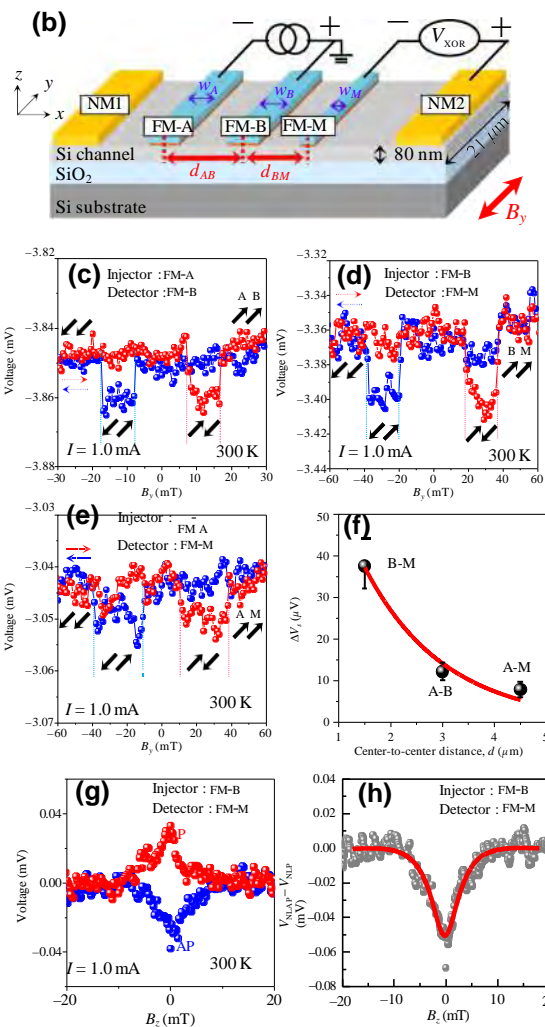 (b)
− + − V_XOR +
z y x
NM1 w_A w_B w_M NM2
FM-A FM-B FM-M
Si channel d_AB d_BM 80 nm 21 μm
SiO₂
Si substrate B_y
(c)
Injector : FM-A
Detector : FM-B
A B
Voltage (mV)
−3.83
−3.84
−3.85
−3.86
−3.87
−3.88
I = 1.0 mA 300 K
−30 −20 −10 0 10 20 30
B_y (mT)
(d)
Injector : FM-B
Detector : FM-M
B M
Voltage (mV)
−3.32
−3.34
−3.36
−3.38
−3.40
−3.42
−3.44
I = 1.0 mA 300 K
−60 −40 −20 0 20 40 60
B_y (mT)
(e)
Injector : FM A
Detector : FM-M
A M
Voltage (mV)
−3.03
−3.04
−3.05
−3.06
−3.07
I = 1.0 mA 300 K
−60 −40 −20 0 20 40 60
B_y (mT)
(f)
ΔV_s (μV)
50
40
30
20
10
0
B-M
A-B
A-M
1 2 3 4 5
Center-to-center distance, d (μm)
(g)
Injector : FM-B
Detector : FM-M
Voltage (mV)
0.04
0.00
−0.04
P
AP
I = 1.0 mA 300 K
−20 −10 0 10 20
B_z (mT)
(h)
Injector : FM-B
Detector : FM-M
V_NLAP − V_NLP
(mV)
0.02
0.00
−0.02
−0.04
−0.06
−0.08
−20 −10 0 10 20
B_z (mT)